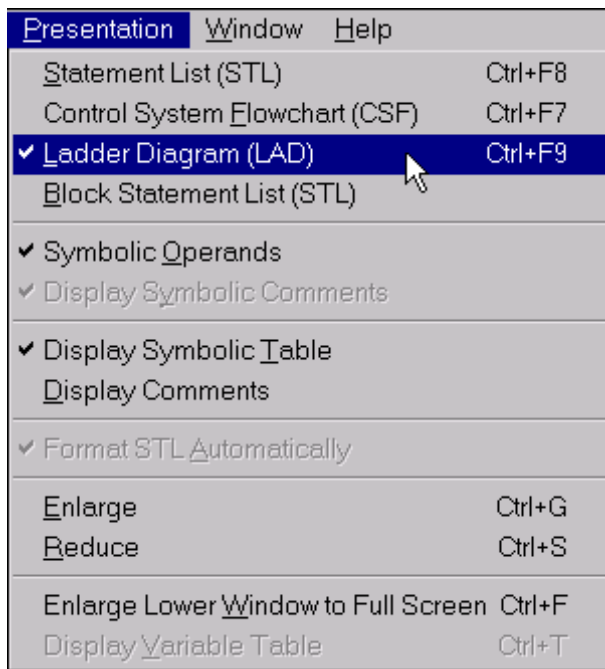 Presentation Window Help
Statement List (STL) Ctrl+F8
Control System Flowchart (CSF) Ctrl+F7
Ladder Diagram (LAD) Ctrl+F9
Block Statement List (STL)
Symbolic Operands
Display Symbolic Comments
Display Symbolic Table
Display Comments
Format STL Automatically
Enlarge Ctrl+G
Reduce Ctrl+S
Enlarge Lower Window to Full Screen Ctrl+F
Display Variable Table Ctrl+T